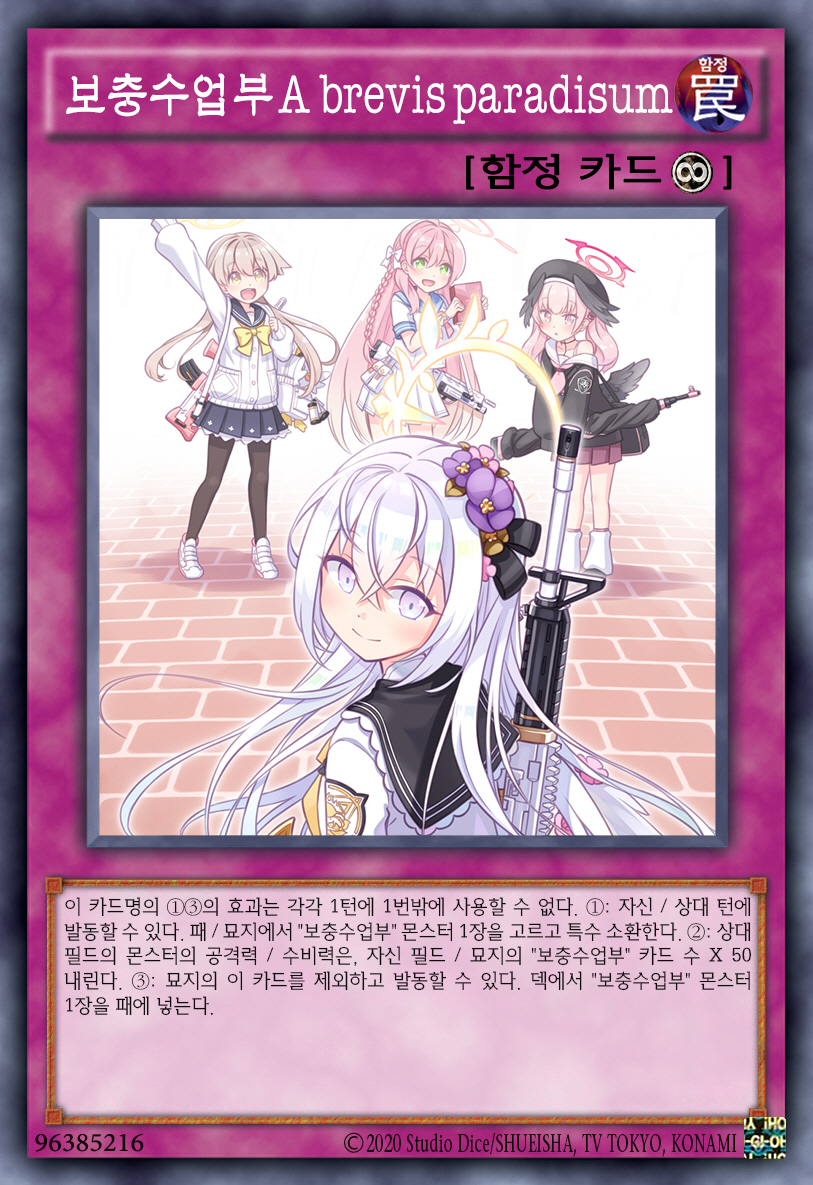 보충수업부 A brevis paradisum
함정
罠
[함정 카드 ∞]
이 카드명의 ①③의 효과는 각각 1턴에 1번밖에 사용할 수 없다. ①: 자신 / 상대 턴에
발동할 수 있다. 패 / 묘지에서 "보충수업부" 몬스터 1장을 고르고 특수 소환한다. ②: 상대
필드의 몬스터의 공격력 / 수비력은, 자신 필드 / 묘지의 "보충수업부" 카드 수 X 50
내린다. ③: 묘지의 이 카드를 제외하고 발동할 수 있다. 덱에서 "보충수업부" 몬스터
1장을 패에 넣는다.
96385216
©2020 Studio Dice/SHUEISHA, TV TOKYO, KONAMI